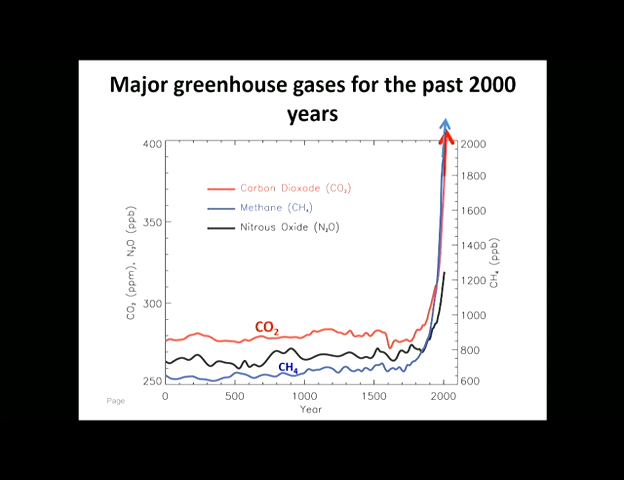 Major greenhouse gases for the past 2000
years
400
350
300
250
2000
1800
1600
1400
1200
1000
800
600
CO₂ (ppm), N₂O (ppb)
CH₄ (ppb)
Carbon Dioxode (CO₂)
Methane (CH₄)
Nitrous Oxide (N₂O)
CO₂
CH₄
0 500 1000 1500 2000
Year
Page